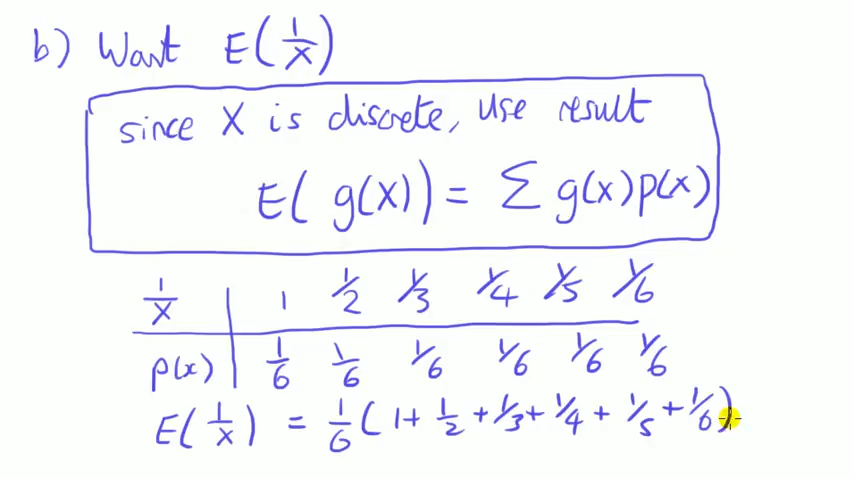 b) Want E(1/X)
since X is discrete, use result
E( g(X)) = Σ g(x)p(x)
1/X | 1 1/2 1/3 1/4 1/5 1/6
p(x) | 1/6 1/6 1/6 1/6 1/6 1/6
E(1/X) = 1/6 (1+ 1/2 + 1/3 + 1/4 + 1/5 + 1/6)